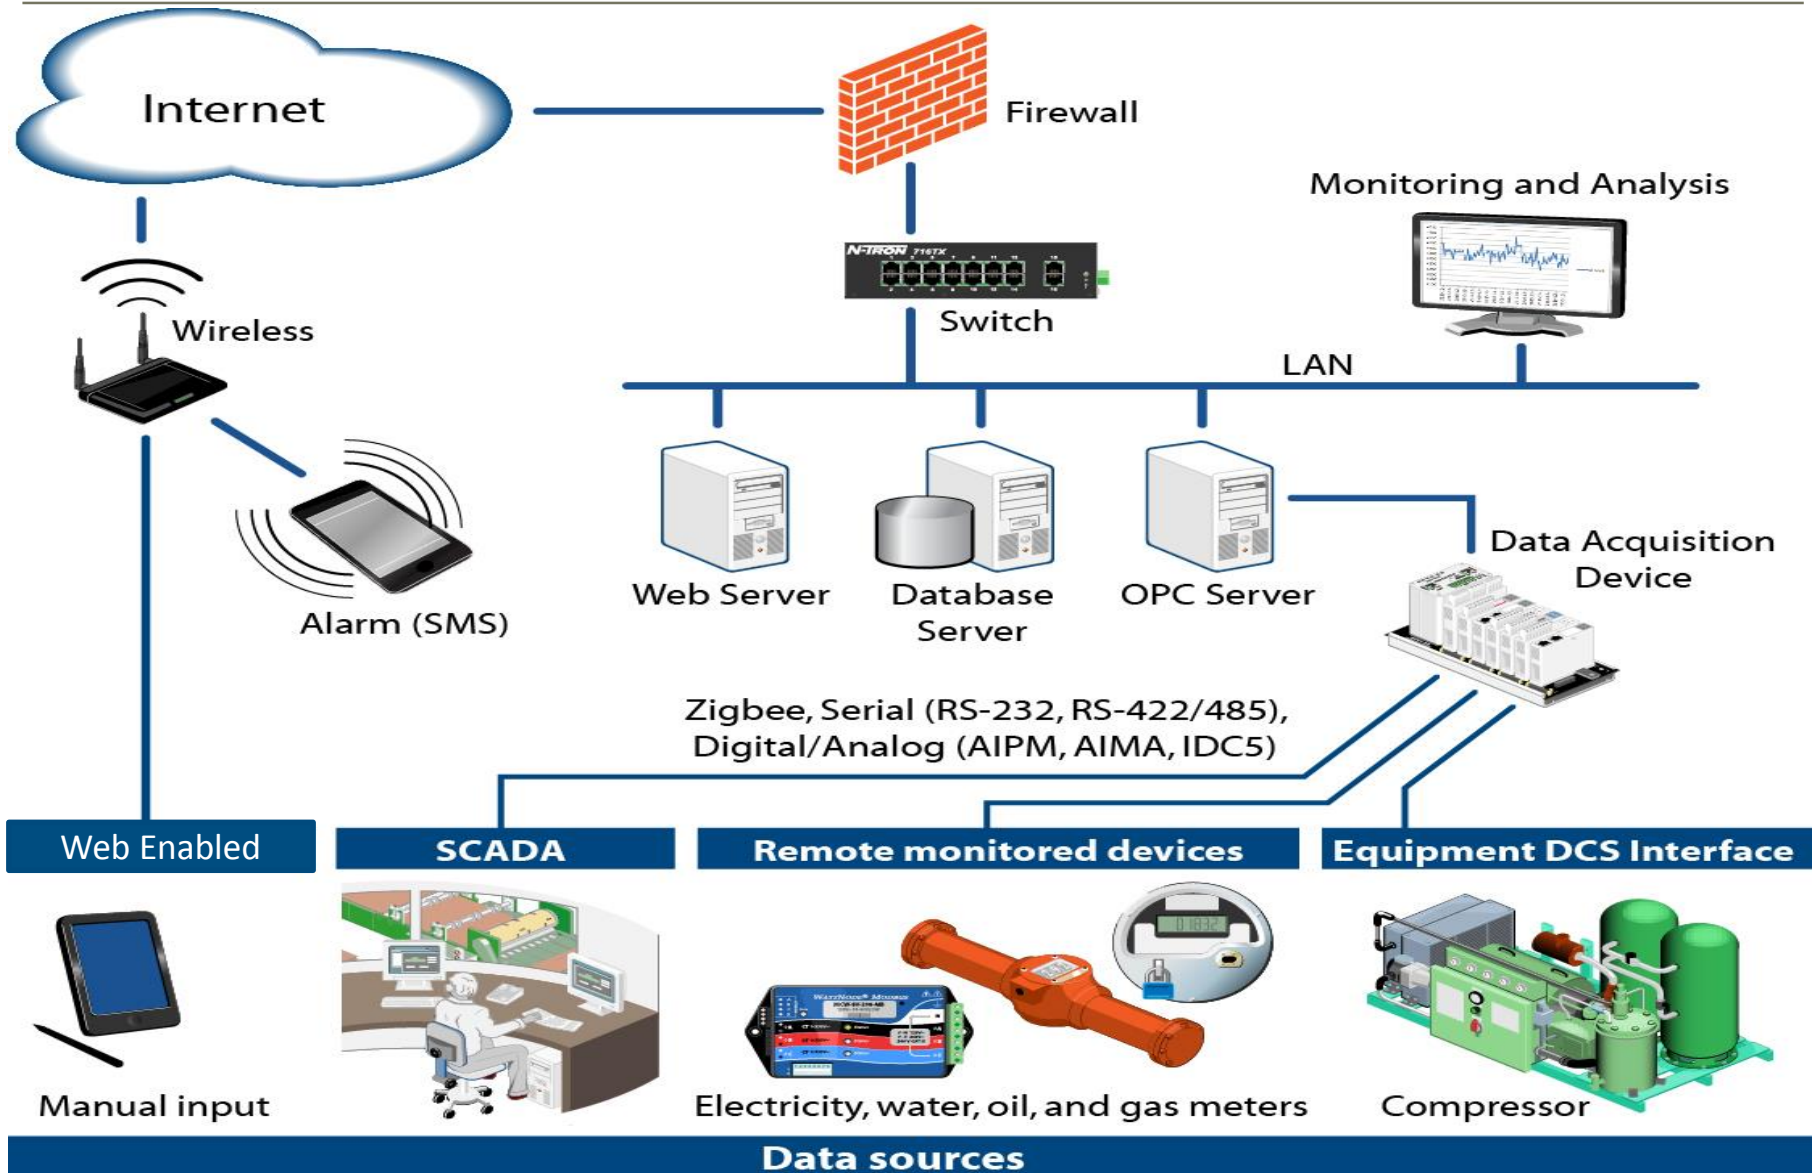 Internet
Firewall
Monitoring and Analysis
N-TRON 716TX
Switch
Wireless
LAN
Web Server
Database
Server
OPC Server
Data Acquisition
Device
Alarm (SMS)
Zigbee, Serial (RS-232, RS-422/485),
Digital/Analog (AIPM, AIMA, IDC5)
Web Enabled
SCADA
Remote monitored devices
Equipment DCS Interface
WATTNODE® MODBUS
Manual input
Electricity, water, oil, and gas meters
Compressor
Data sources